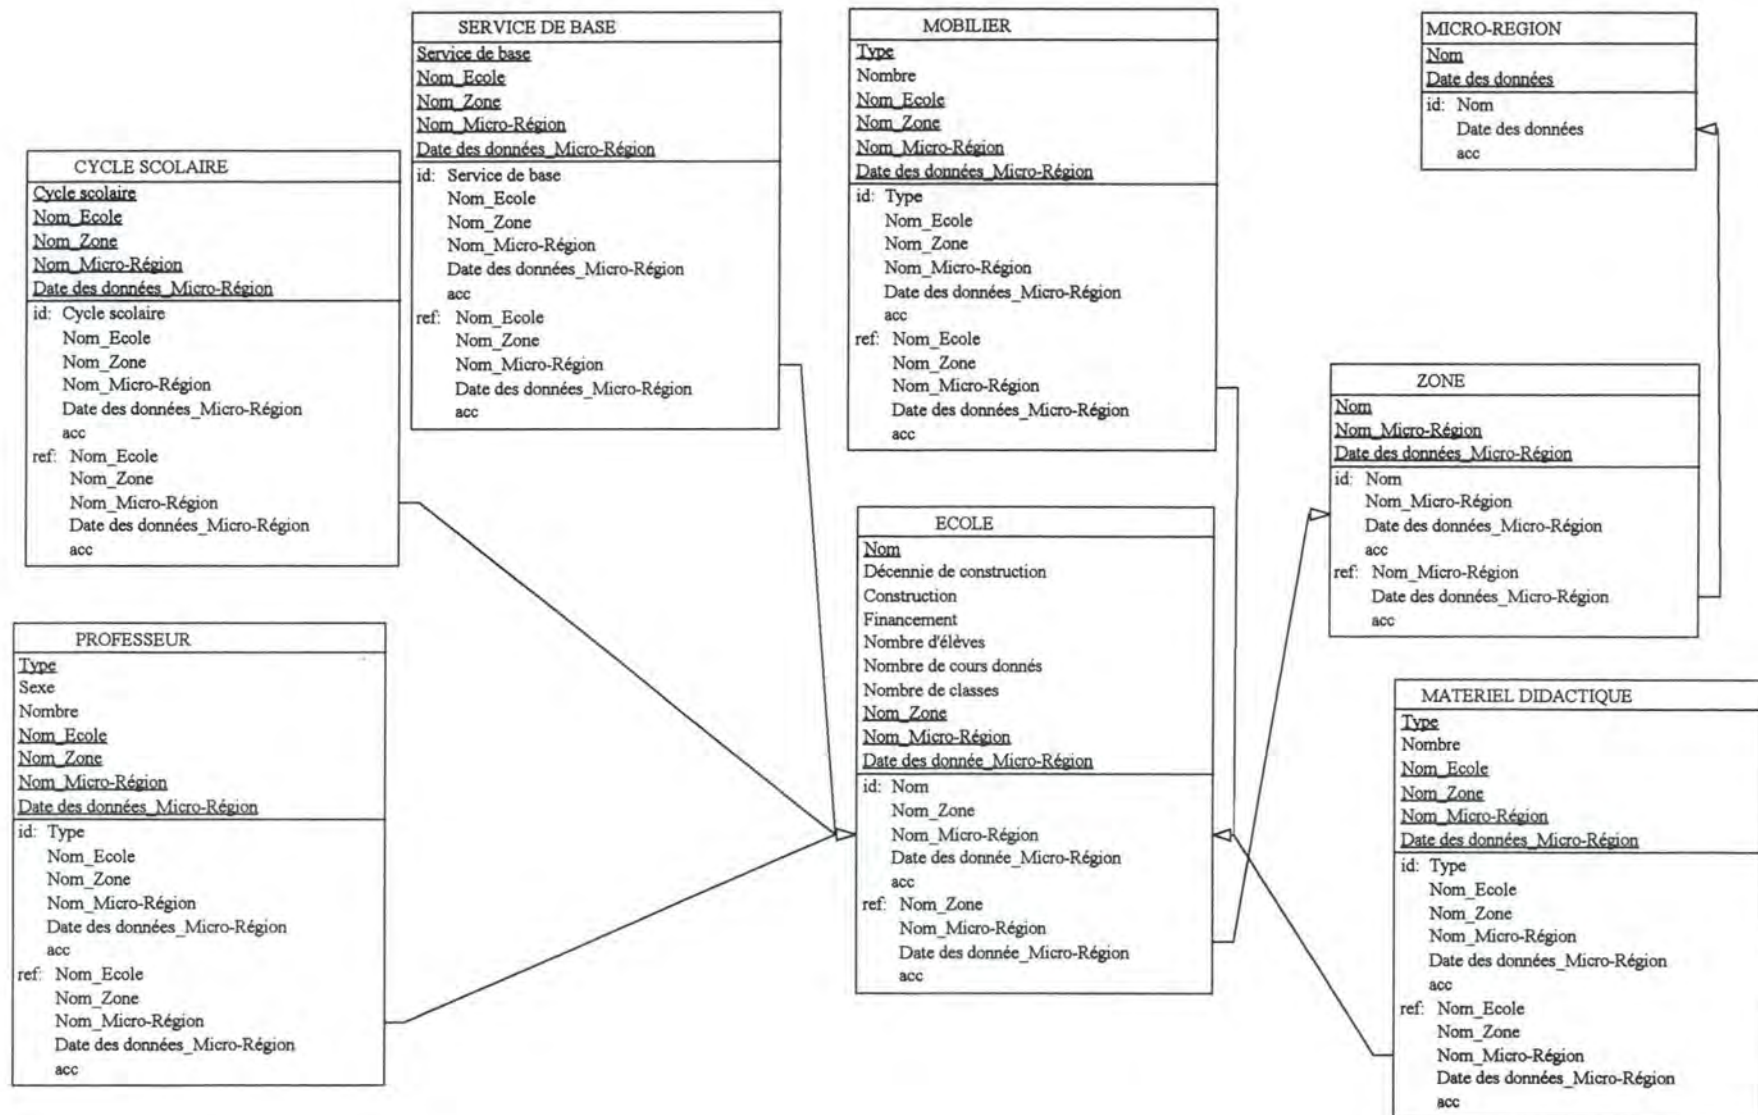 SERVICE DE BASE
Service de base
Nom_Ecole
Nom_Zone
Nom_Micro-Région
Date des données_Micro-Région
id: Service de base
Nom_Ecole
Nom_Zone
Nom_Micro-Région
Date des données_Micro-Région
acc
ref: Nom_Ecole
Nom_Zone
Nom_Micro-Région
Date des données_Micro-Région
acc
MOBILIER
Type
Nombre
Nom_Ecole
Nom_Zone
Nom_Micro-Région
Date des données_Micro-Région
id: Type
Nom_Ecole
Nom_Zone
Nom_Micro-Région
Date des données_Micro-Région
acc
ref: Nom_Ecole
Nom_Zone
Nom_Micro-Région
Date des données_Micro-Région
acc
MICRO-REGION
Nom
Date des données
id: Nom
Date des données
acc
CYCLE SCOLAIRE
Cycle scolaire
Nom_Ecole
Nom_Zone
Nom_Micro-Région
Date des données_Micro-Région
id: Cycle scolaire
Nom_Ecole
Nom_Zone
Nom_Micro-Région
Date des données_Micro-Région
acc
ref: Nom_Ecole
Nom_Zone
Nom_Micro-Région
Date des données_Micro-Région
acc
ZONE
Nom
Nom_Micro-Région
Date des données_Micro-Région
id: Nom
Nom_Micro-Région
Date des données_Micro-Région
acc
ref: Nom_Micro-Région
Date des données_Micro-Région
acc
ECOLE
Nom
Décennie de construction
Construction
Financement
Nombre d'élèves
Nombre de cours donnés
Nombre de classes
Nom_Zone
Nom_Micro-Région
Date des donnée_Micro-Région
id: Nom
Nom_Zone
Nom_Micro-Région
Date des donnée_Micro-Région
acc
ref: Nom_Zone
Nom_Micro-Région
Date des donnée_Micro-Région
acc
PROFESSEUR
Type
Sexe
Nombre
Nom_Ecole
Nom_Zone
Nom_Micro-Région
Date des données_Micro-Région
id: Type
Nom_Ecole
Nom_Zone
Nom_Micro-Région
Date des données_Micro-Région
acc
ref: Nom_Ecole
Nom_Zone
Nom_Micro-Région
Date des données_Micro-Région
acc
MATERIEL DIDACTIQUE
Type
Nombre
Nom_Ecole
Nom_Zone
Nom_Micro-Région
Date des données_Micro-Région
id: Type
Nom_Ecole
Nom_Zone
Nom_Micro-Région
Date des données_Micro-Région
acc
ref: Nom_Ecole
Nom_Zone
Nom_Micro-Région
Date des données_Micro-Région
acc